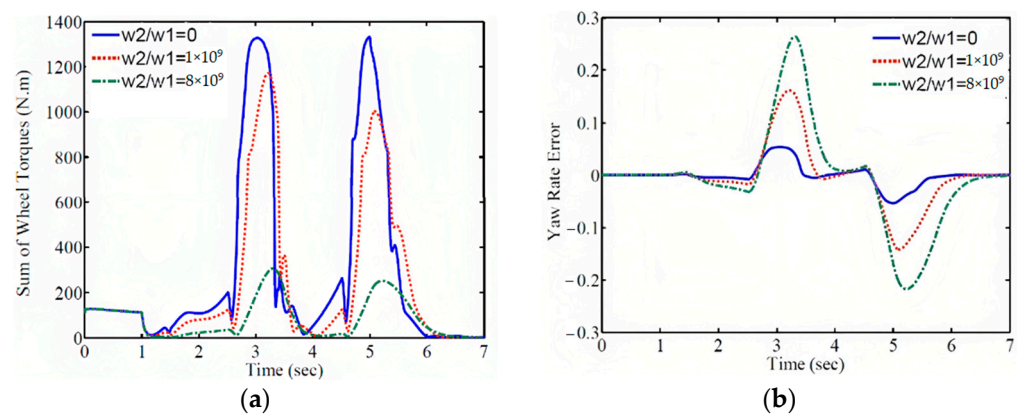 1400
1200
1000
800
600
400
200
0
Sum of Wheel Torques (N.m)
w2/w1=0
w2/w1=1×10⁹
w2/w1=8×10⁹
0 1 2 3 4 5 6 7
Time (sec)
(a)
0.3
0.2
0.1
0
−0.1
−0.2
−0.3
Yaw Rate Error
w2/w1=0
w2/w1=1×10⁹
w2/w1=8×10⁹
0 1 2 3 4 5 6 7
Time (sec)
(b)